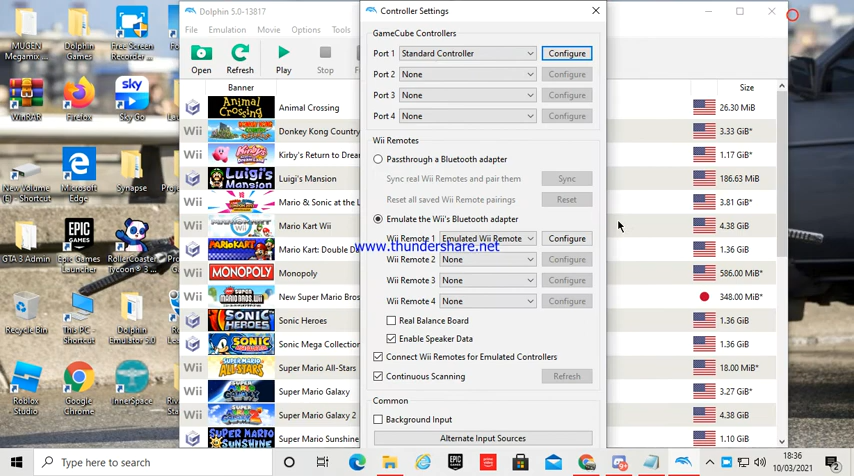 Dolphin 5.0-13817
File Emulation Movie Options Tools
Open Refresh Play Stop
Banner Size
Animal Crossing 26.30 MiB
Donkey Kong Country 3.33 GiB*
Kirby's Return to Drea 1.17 GiB*
Luigi's Mansion 186.63 MiB
Mario & Sonic at the 3.81 GiB*
Mario Kart Wii 4.38 GiB
Mario Kart: Double D 1.36 GiB
Monopoly 586.00 MiB*
New Super Mario Bros 348.00 MiB*
Sonic Heroes 1.36 GiB
Sonic Mega Collection 1.36 GiB
Super Mario All-Stars 18.00 MiB*
Super Mario Galaxy 3.27 GiB*
Super Mario Galaxy 2 4.38 GiB
Super Mario Sunshine 1.10 GiB
Controller Settings
GameCube Controllers
Port 1 Standard Controller Configure
Port 2 None Configure
Port 3 None Configure
Port 4 None Configure
Wii Remotes
Passthrough a Bluetooth adapter
Sync real Wii Remotes and pair them Sync
Reset all saved Wii Remote pairings Reset
Emulate the Wii's Bluetooth adapter
Wii Remote 1 Emulated Wii Remote Configure
www.thundershare.net
Wii Remote 2 None Configure
Wii Remote 3 None Configure
Wii Remote 4 None Configure
Real Balance Board
Enable Speaker Data
Connect Wii Remotes for Emulated Controllers
Continuous Scanning Refresh
Common
Background Input
Alternate Input Sources
MUGEN Metamix...
Dolphin Games
Free Screen Recorder ...
WinRAR
Firefox
Sky Go
New Volume (E) - Shortcut
Microsoft Edge
Synapse
GTA 3 Admin
Epic Games Launcher
RollerCoaster Tycoon® 3 ...
Recycle Bin
This PC - Shortcut
Dolphin Emulator 5.0
Roblox - Studio
Google Chrome
InnerSpace
Type here to search
18:36
10/03/2021
2